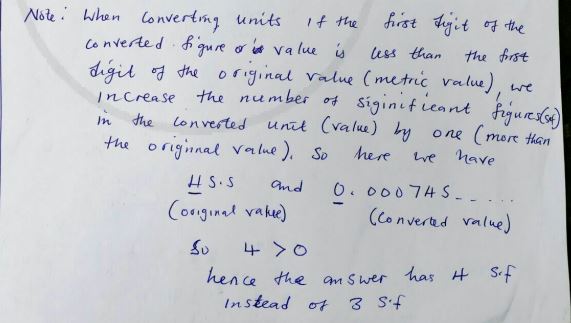 Note: When Converting units if the first digit of the
converted figure or value is less than the first
digit of the original value (metric value), we
increase the number of siginificant figures(sf)
in the converted unit (value) by one (more than
the origninal value). So here we have
45.5 and 0.000745......
(original value) (Converted value)
So 4 > 0
hence the answer has 4 s.f
instead of 3 s.f